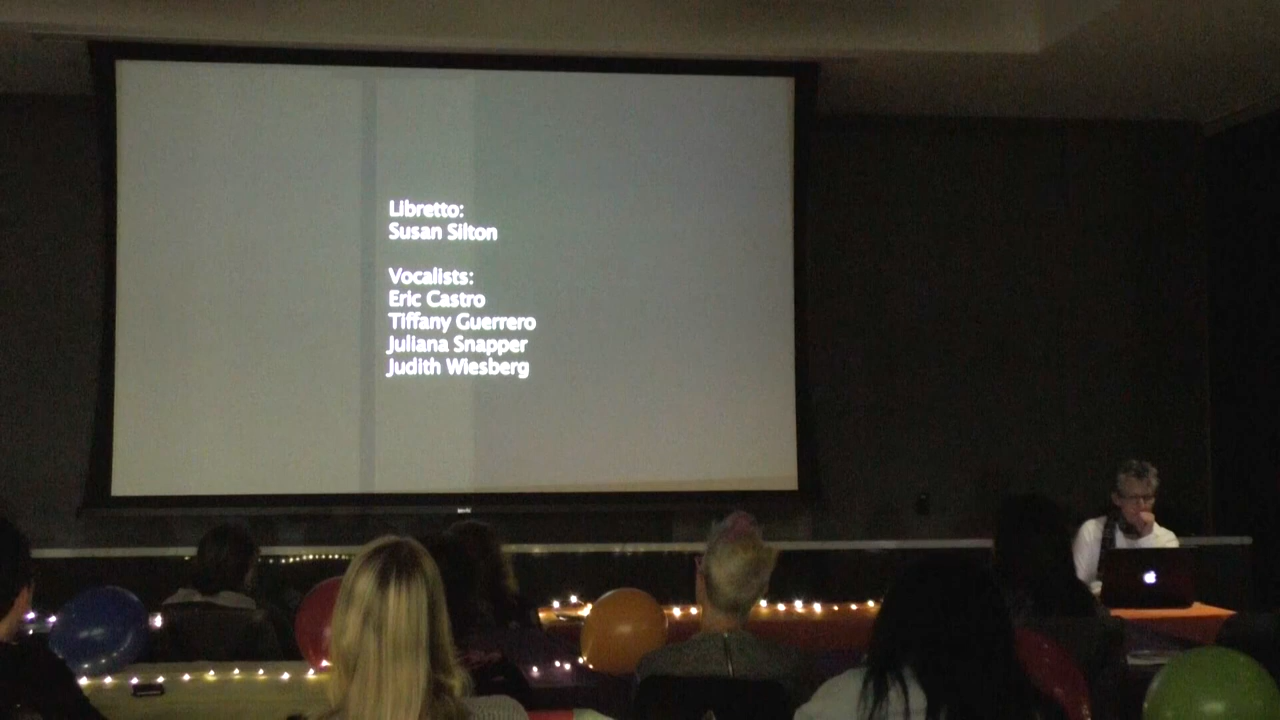 Libretto:
Susan Silton
Vocalists:
Eric Castro
Tiffany Guerrero
Juliana Snapper
Judith Wiesberg